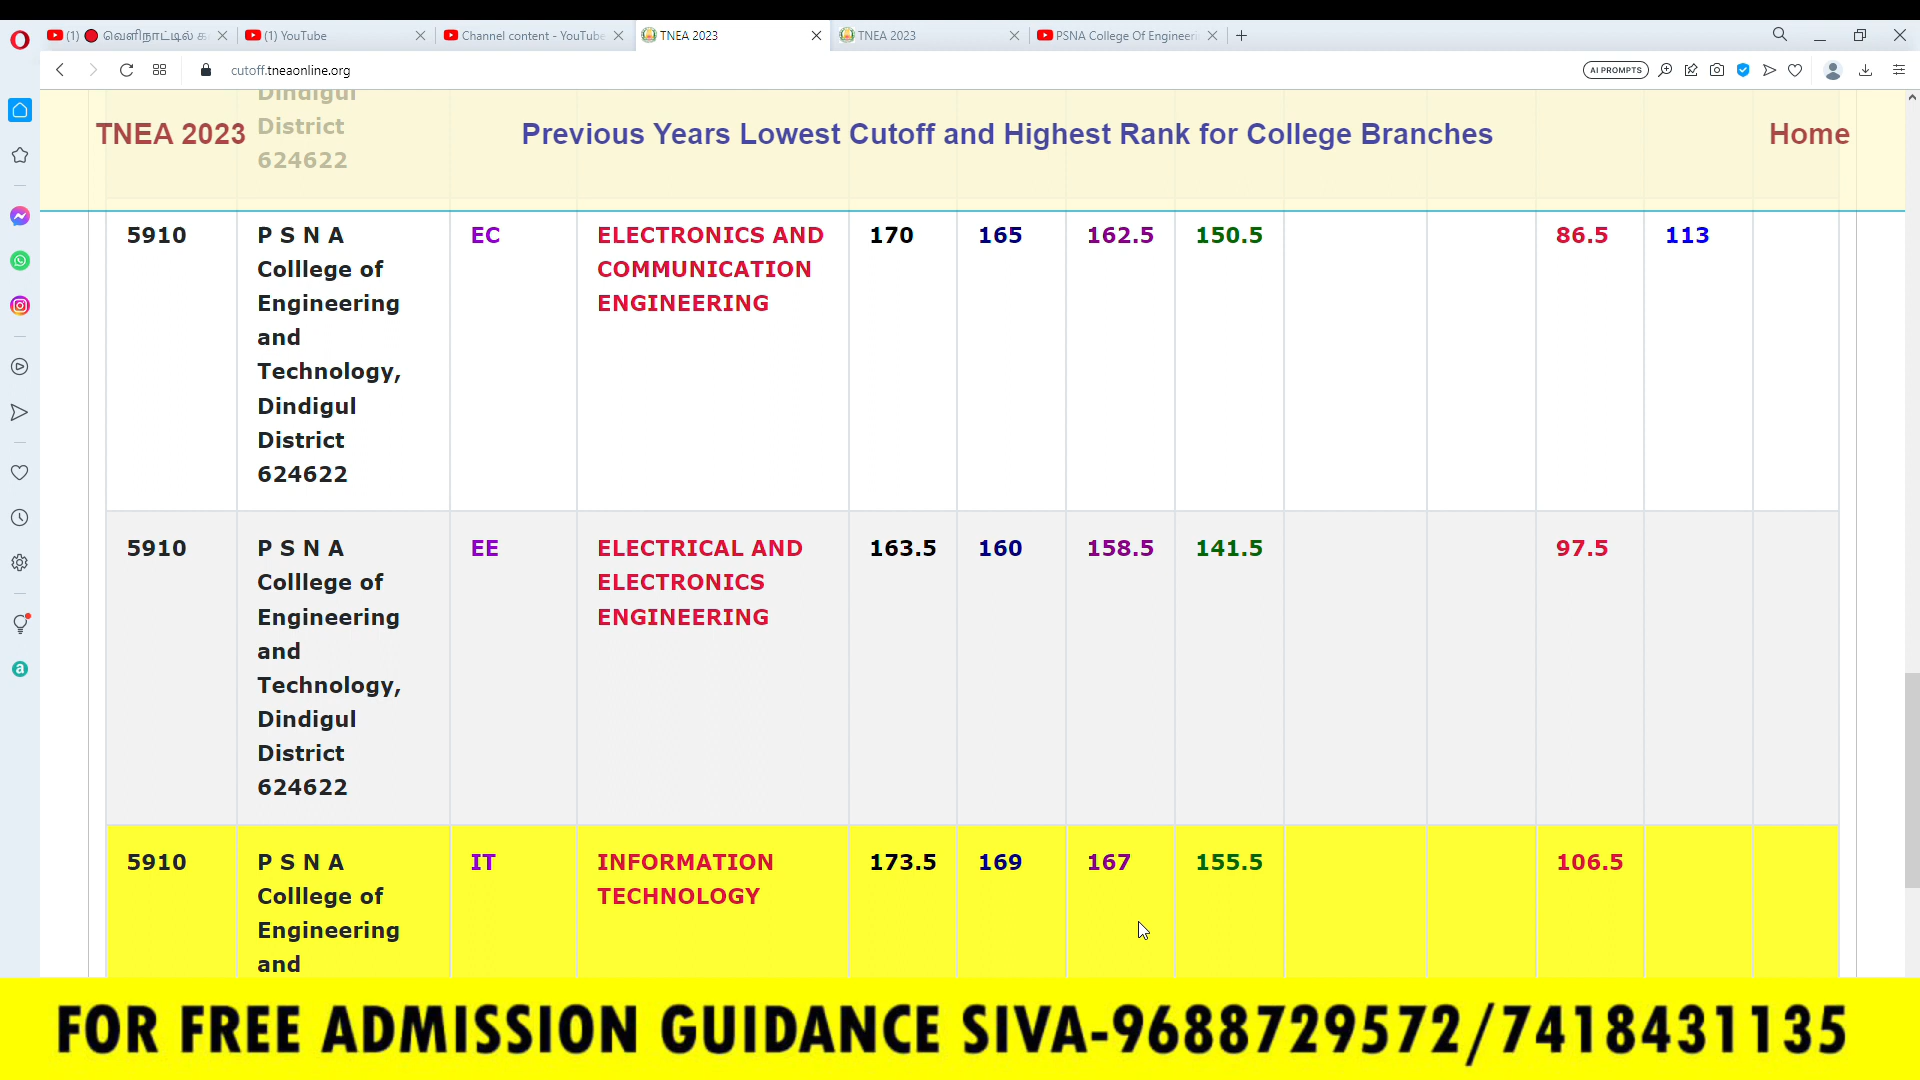 (1) 🔴 வெளிநாட்டில்
(1) YouTube
Channel content - YouTube
TNEA 2023
TNEA 2023
PSNA College Of Engineeri
cutoff.tneaonline.org
AI PROMPTS
TNEA 2023
Previous Years Lowest Cutoff and Highest Rank for College Branches
Home
Dindigul
District
624622
5910
P S N A
Colllege of
Engineering
and
Technology,
Dindigul
District
624622
EC
ELECTRONICS AND
COMMUNICATION
ENGINEERING
170
165
162.5
150.5
86.5
113
5910
P S N A
Colllege of
Engineering
and
Technology,
Dindigul
District
624622
EE
ELECTRICAL AND
ELECTRONICS
ENGINEERING
163.5
160
158.5
141.5
97.5
5910
P S N A
Colllege of
Engineering
and
IT
INFORMATION
TECHNOLOGY
173.5
169
167
155.5
106.5
FOR FREE ADMISSION GUIDANCE SIVA-9688729572/7418431135